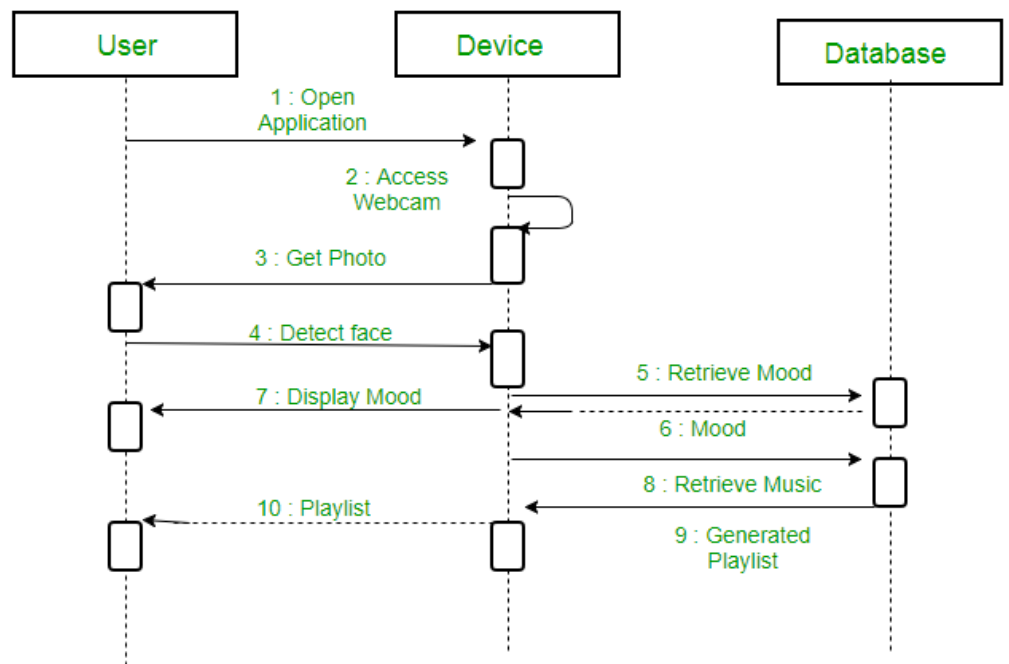 User
Device
Database
1 : Open
Application
2 : Access
Webcam
3 : Get Photo
4 : Detect face
5 : Retrieve Mood
7 : Display Mood
6 : Mood
8 : Retrieve Music
10 : Playlist
9 : Generated
Playlist